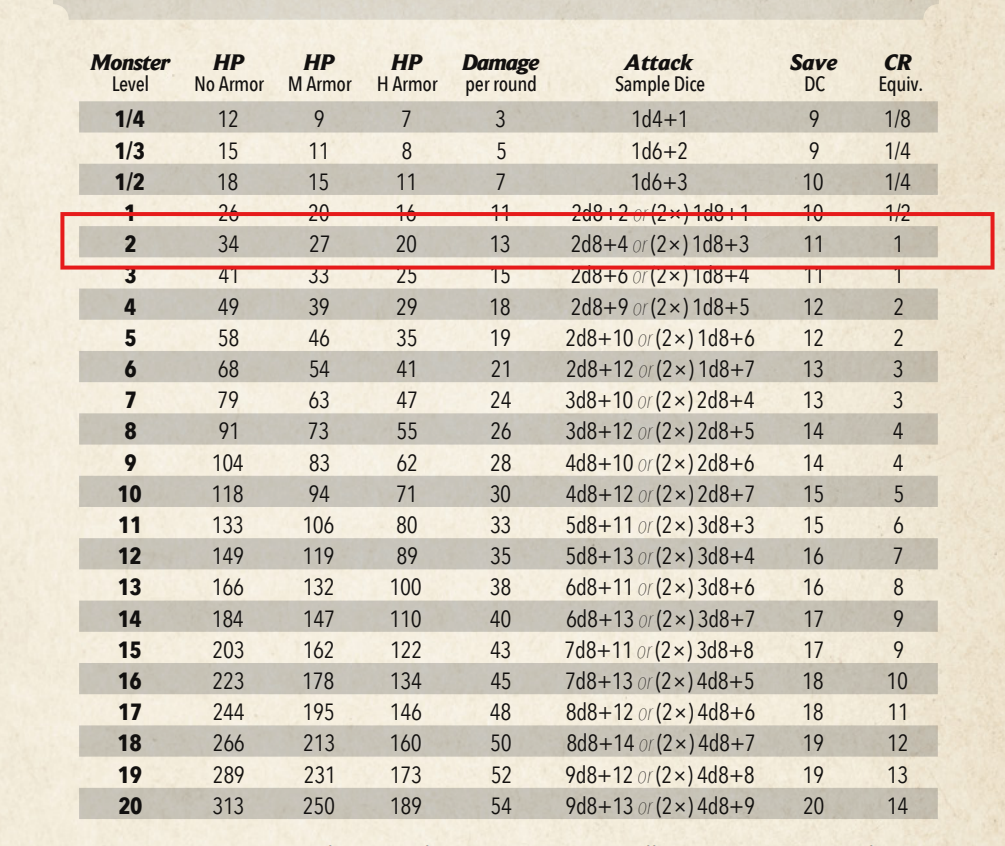 Monster HP HP HP Damage Attack Save CR
Level No Armor M Armor H Armor per round Sample Dice DC Equiv.
1/4 12 9 7 3 1d4+1 9 1/8
1/3 15 11 8 5 1d6+2 9 1/4
1/2 18 15 11 7 1d6+3 10 1/4
1 26 20 16 11 2d8+2 or (2×) 1d8+1 10 1/2
2 34 27 20 13 2d8+4 or (2×) 1d8+3 11 1
3 41 33 25 15 2d8+6 or (2×) 1d8+4 11 1
4 49 39 29 18 2d8+9 or (2×) 1d8+5 12 2
5 58 46 35 19 2d8+10 or (2×) 1d8+6 12 2
6 68 54 41 21 2d8+12 or (2×) 1d8+7 13 3
7 79 63 47 24 3d8+10 or (2×) 2d8+4 13 3
8 91 73 55 26 3d8+12 or (2×) 2d8+5 14 4
9 104 83 62 28 4d8+10 or (2×) 2d8+6 14 4
10 118 94 71 30 4d8+12 or (2×) 2d8+7 15 5
11 133 106 80 33 5d8+11 or (2×) 3d8+3 15 6
12 149 119 89 35 5d8+13 or (2×) 3d8+4 16 7
13 166 132 100 38 6d8+11 or (2×) 3d8+6 16 8
14 184 147 110 40 6d8+13 or (2×) 3d8+7 17 9
15 203 162 122 43 7d8+11 or (2×) 3d8+8 17 9
16 223 178 134 45 7d8+13 or (2×) 4d8+5 18 10
17 244 195 146 48 8d8+12 or (2×) 4d8+6 18 11
18 266 213 160 50 8d8+14 or (2×) 4d8+7 19 12
19 289 231 173 52 9d8+12 or (2×) 4d8+8 19 13
20 313 250 189 54 9d8+13 or (2×) 4d8+9 20 14